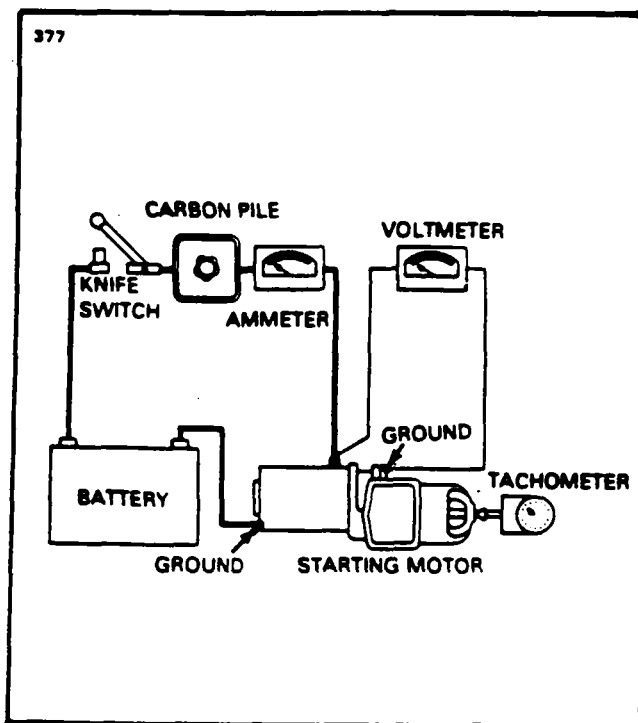 377
CARBON PILE
VOLTMETER
KNIFE
SWITCH
AMMETER
GROUND
TACHOMETER
BATTERY
GROUND
STARTING MOTOR